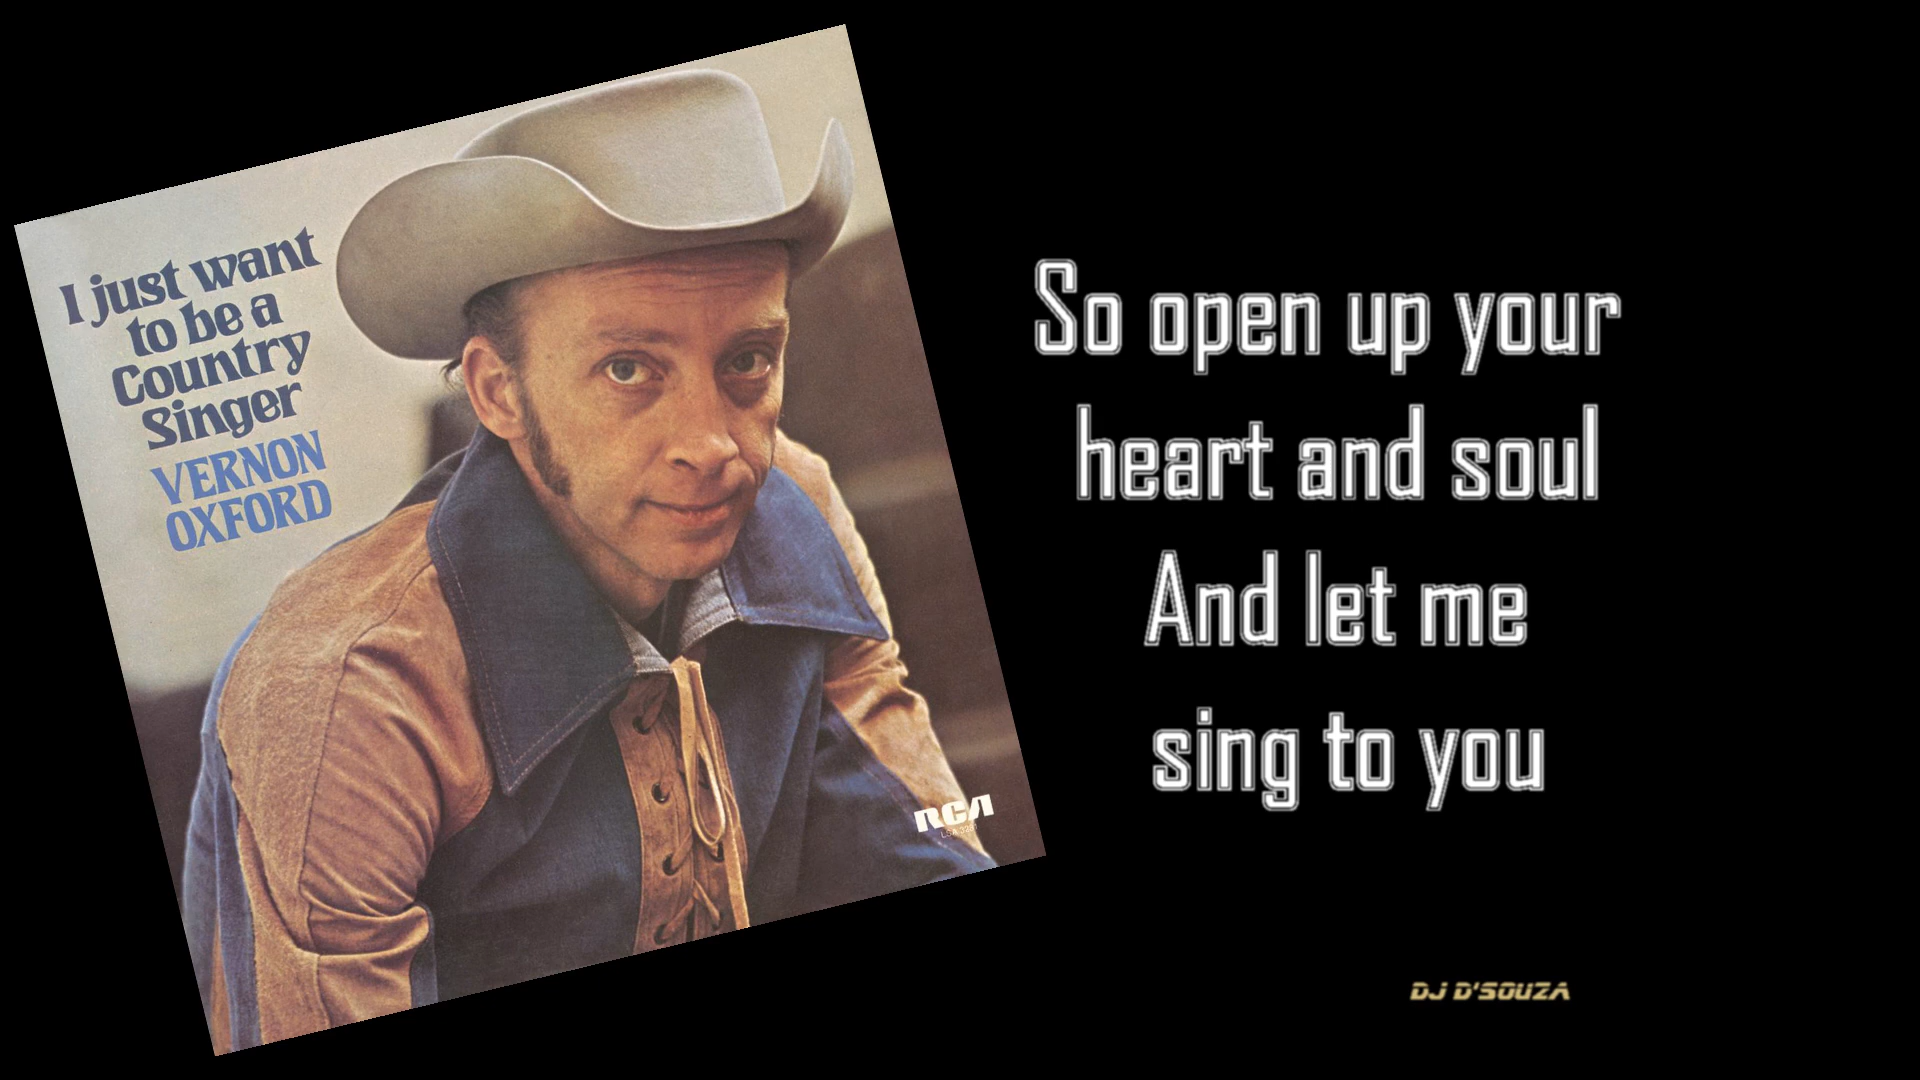 I just want
to be a
Country
Singer
VERNON
OXFORD
RCA
So open up your
heart and soul
And let me
sing to you
DJ D'SOUZA